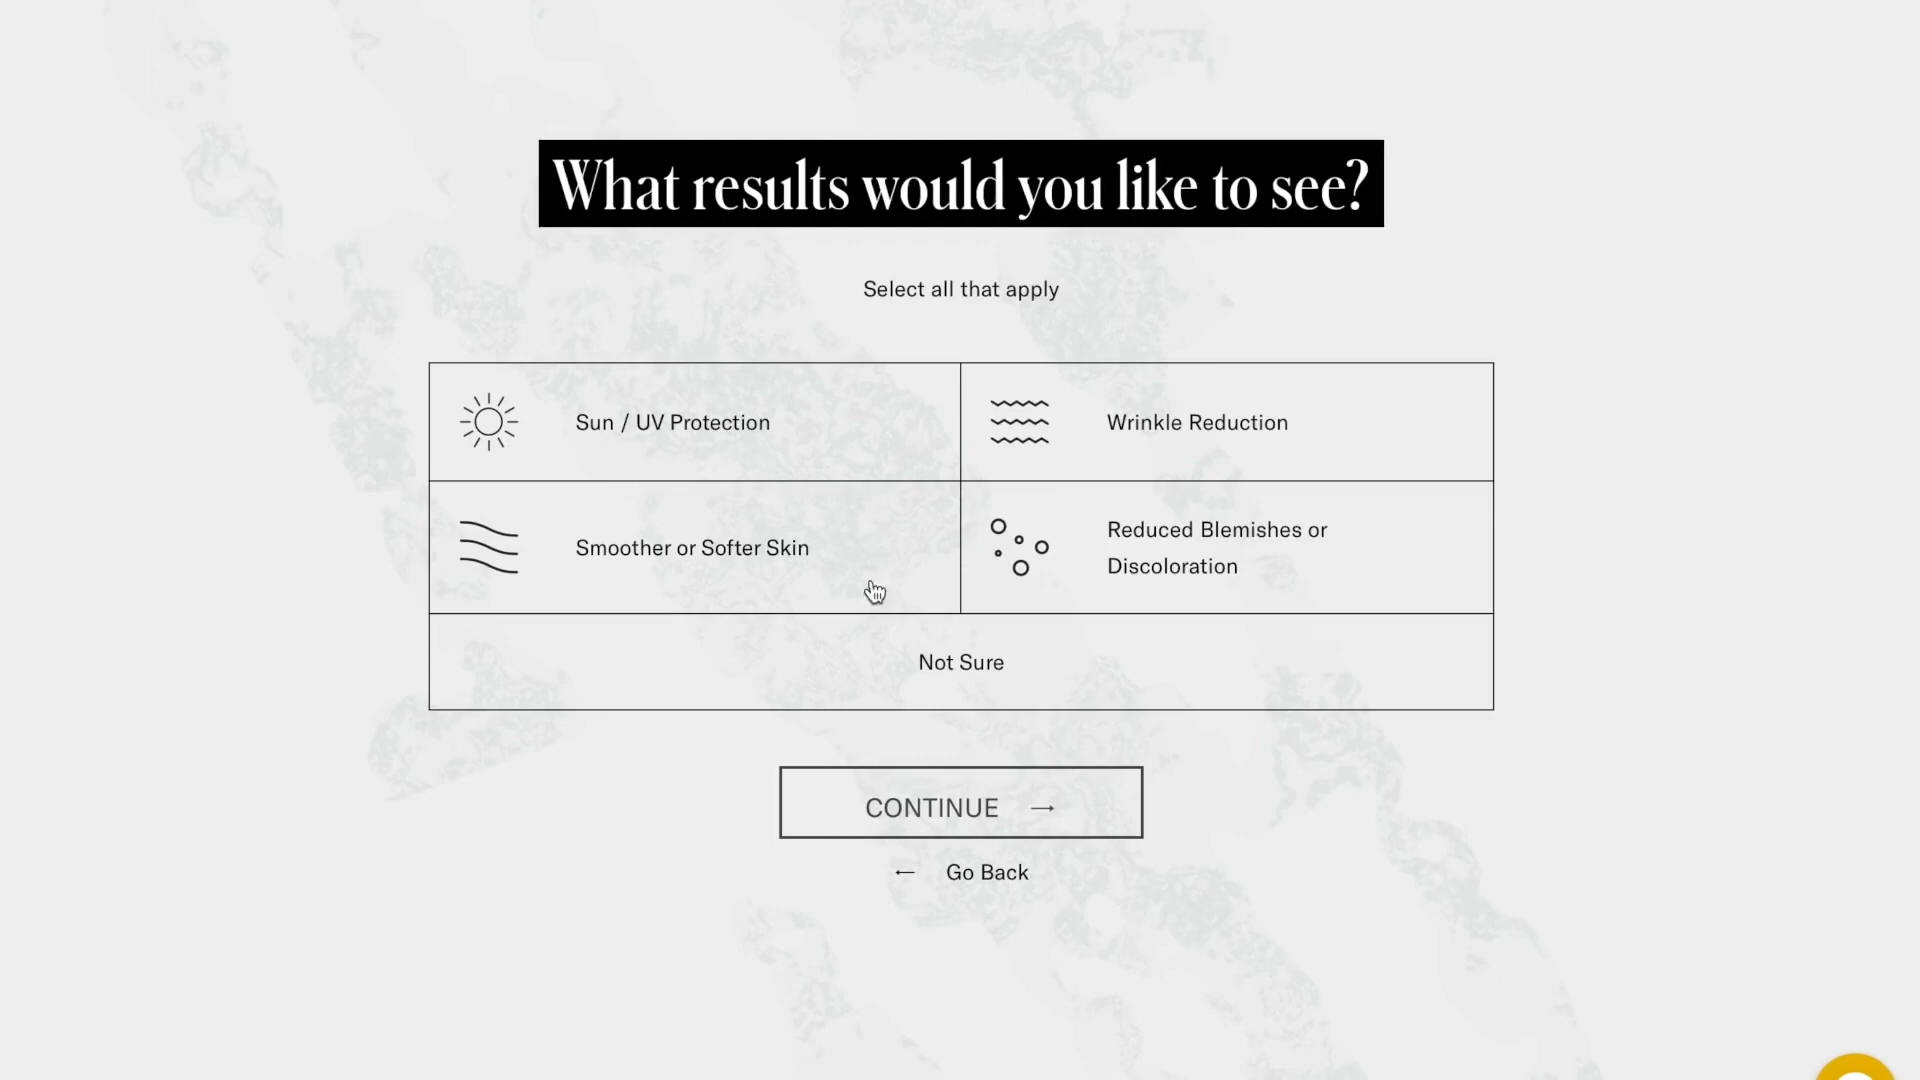 What results would you like to see?
Select all that apply
Sun / UV Protection
Wrinkle Reduction
Smoother or Softer Skin
Reduced Blemishes or
Discoloration
Not Sure
CONTINUE →
← Go Back